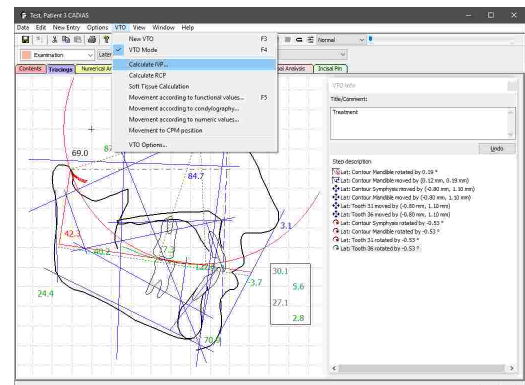 Test, Patient 3 CADIAS
Data Edit New Entry Options VTO View Window Help
New VTO F3
VTO Mode F4
Calculate IVP...
Calculate RCP
Soft Tissue Calculation
Movement according to functional values... F5
Movement according to condylography...
Movement according to numeric values...
Movement to CPM position
VTO Options...
Normal
Examination
Contents Tracings Numerical Analysis Incisal Pin
VTO Info
Title/Comment:
Treatment
Undo
Step description
Lat: Contour Mandible rotated by 0.19 °
Lat: Contour Mandible moved by (0.12 mm, 0.19 mm)
Lat: Contour Symphysis moved by (-0.80 mm, 1.10 mm)
Lat: Contour Mandible moved by (-0.80 mm, 1.10 mm)
Lat: Tooth 31 moved by (-0.80 mm, 1.10 mm)
Lat: Tooth 36 moved by (-0.80 mm, 1.10 mm)
Lat: Contour Symphysis rotated by -0.53 °
Lat: Contour Mandible rotated by -0.53 °
Lat: Tooth 31 rotated by -0.53 °
Lat: Tooth 36 rotated by -0.53 °
69.0
84.7
42.3
3.1
40.2
-3.7
24.4
30.1
5.6
27.1
2.8